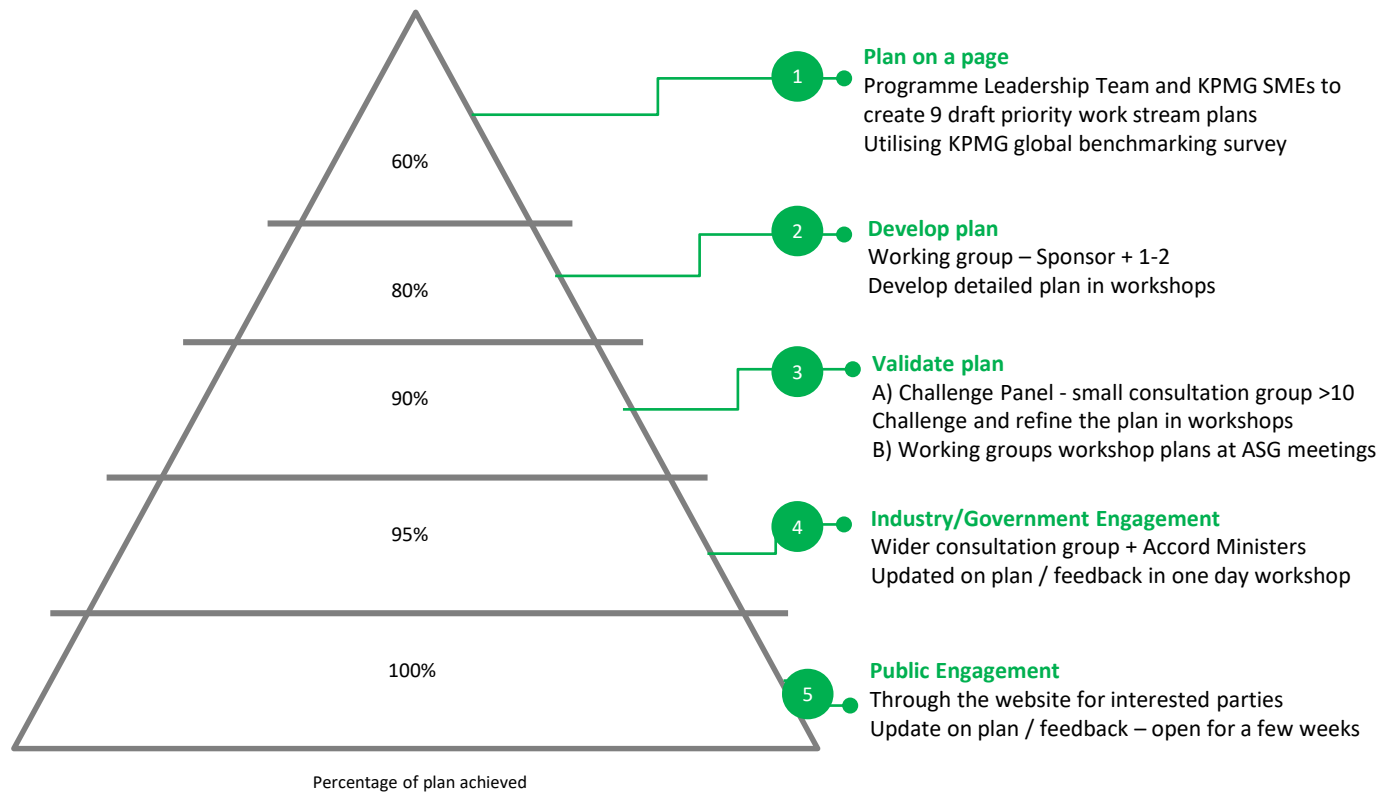 1
Plan on a page
Programme Leadership Team and KPMG SMEs to
create 9 draft priority work stream plans
Utilising KPMG global benchmarking survey
60%
2
Develop plan
Working group – Sponsor + 1-2
Develop detailed plan in workshops
80%
3
Validate plan
A) Challenge Panel - small consultation group >10
Challenge and refine the plan in workshops
B) Working groups workshop plans at ASG meetings
90%
4
Industry/Government Engagement
Wider consultation group + Accord Ministers
Updated on plan / feedback in one day workshop
95%
5
Public Engagement
Through the website for interested parties
Update on plan / feedback – open for a few weeks
100%
Percentage of plan achieved